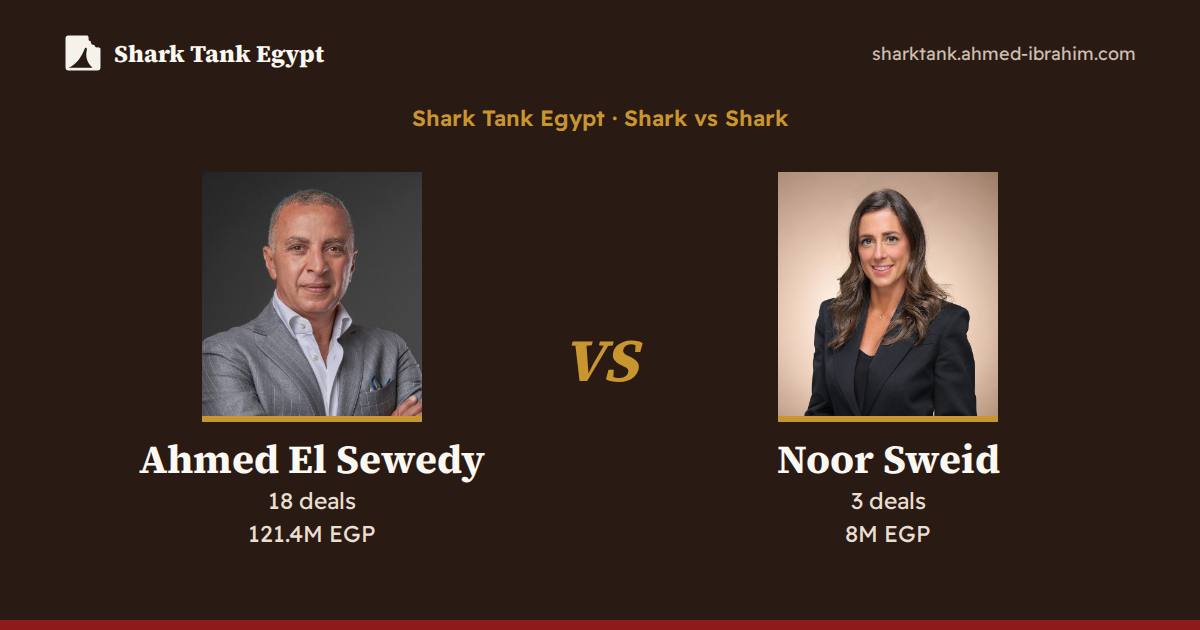 Shark Tank Egypt
sharktank.ahmed-ibrahim.com
Shark Tank Egypt · Shark vs Shark
VS
Ahmed El Sewedy
18 deals
121.4M EGP
Noor Sweid
3 deals
8M EGP